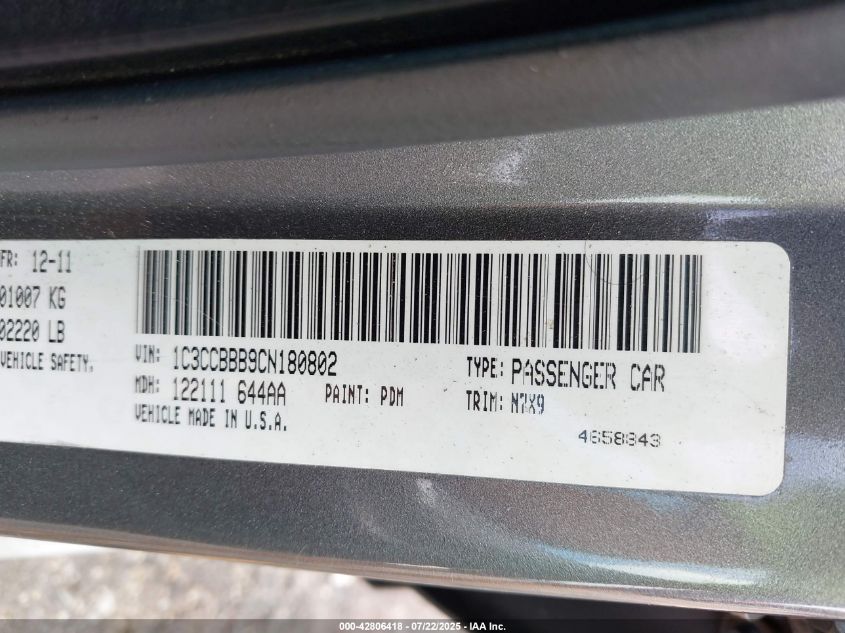 FR: 12-11
01007 KG
02220 LB
VEHICLE SAFETY.
VIN: 1C3CCBBB9CN180802
TYPE: PASSENGER CAR
MDH: 122111 644AA PAINT: PDM
TRIM: N7X9
VEHICLE MADE IN U.S.A.
4658843
000-42806418 - 07/22/2025 - IAA Inc.